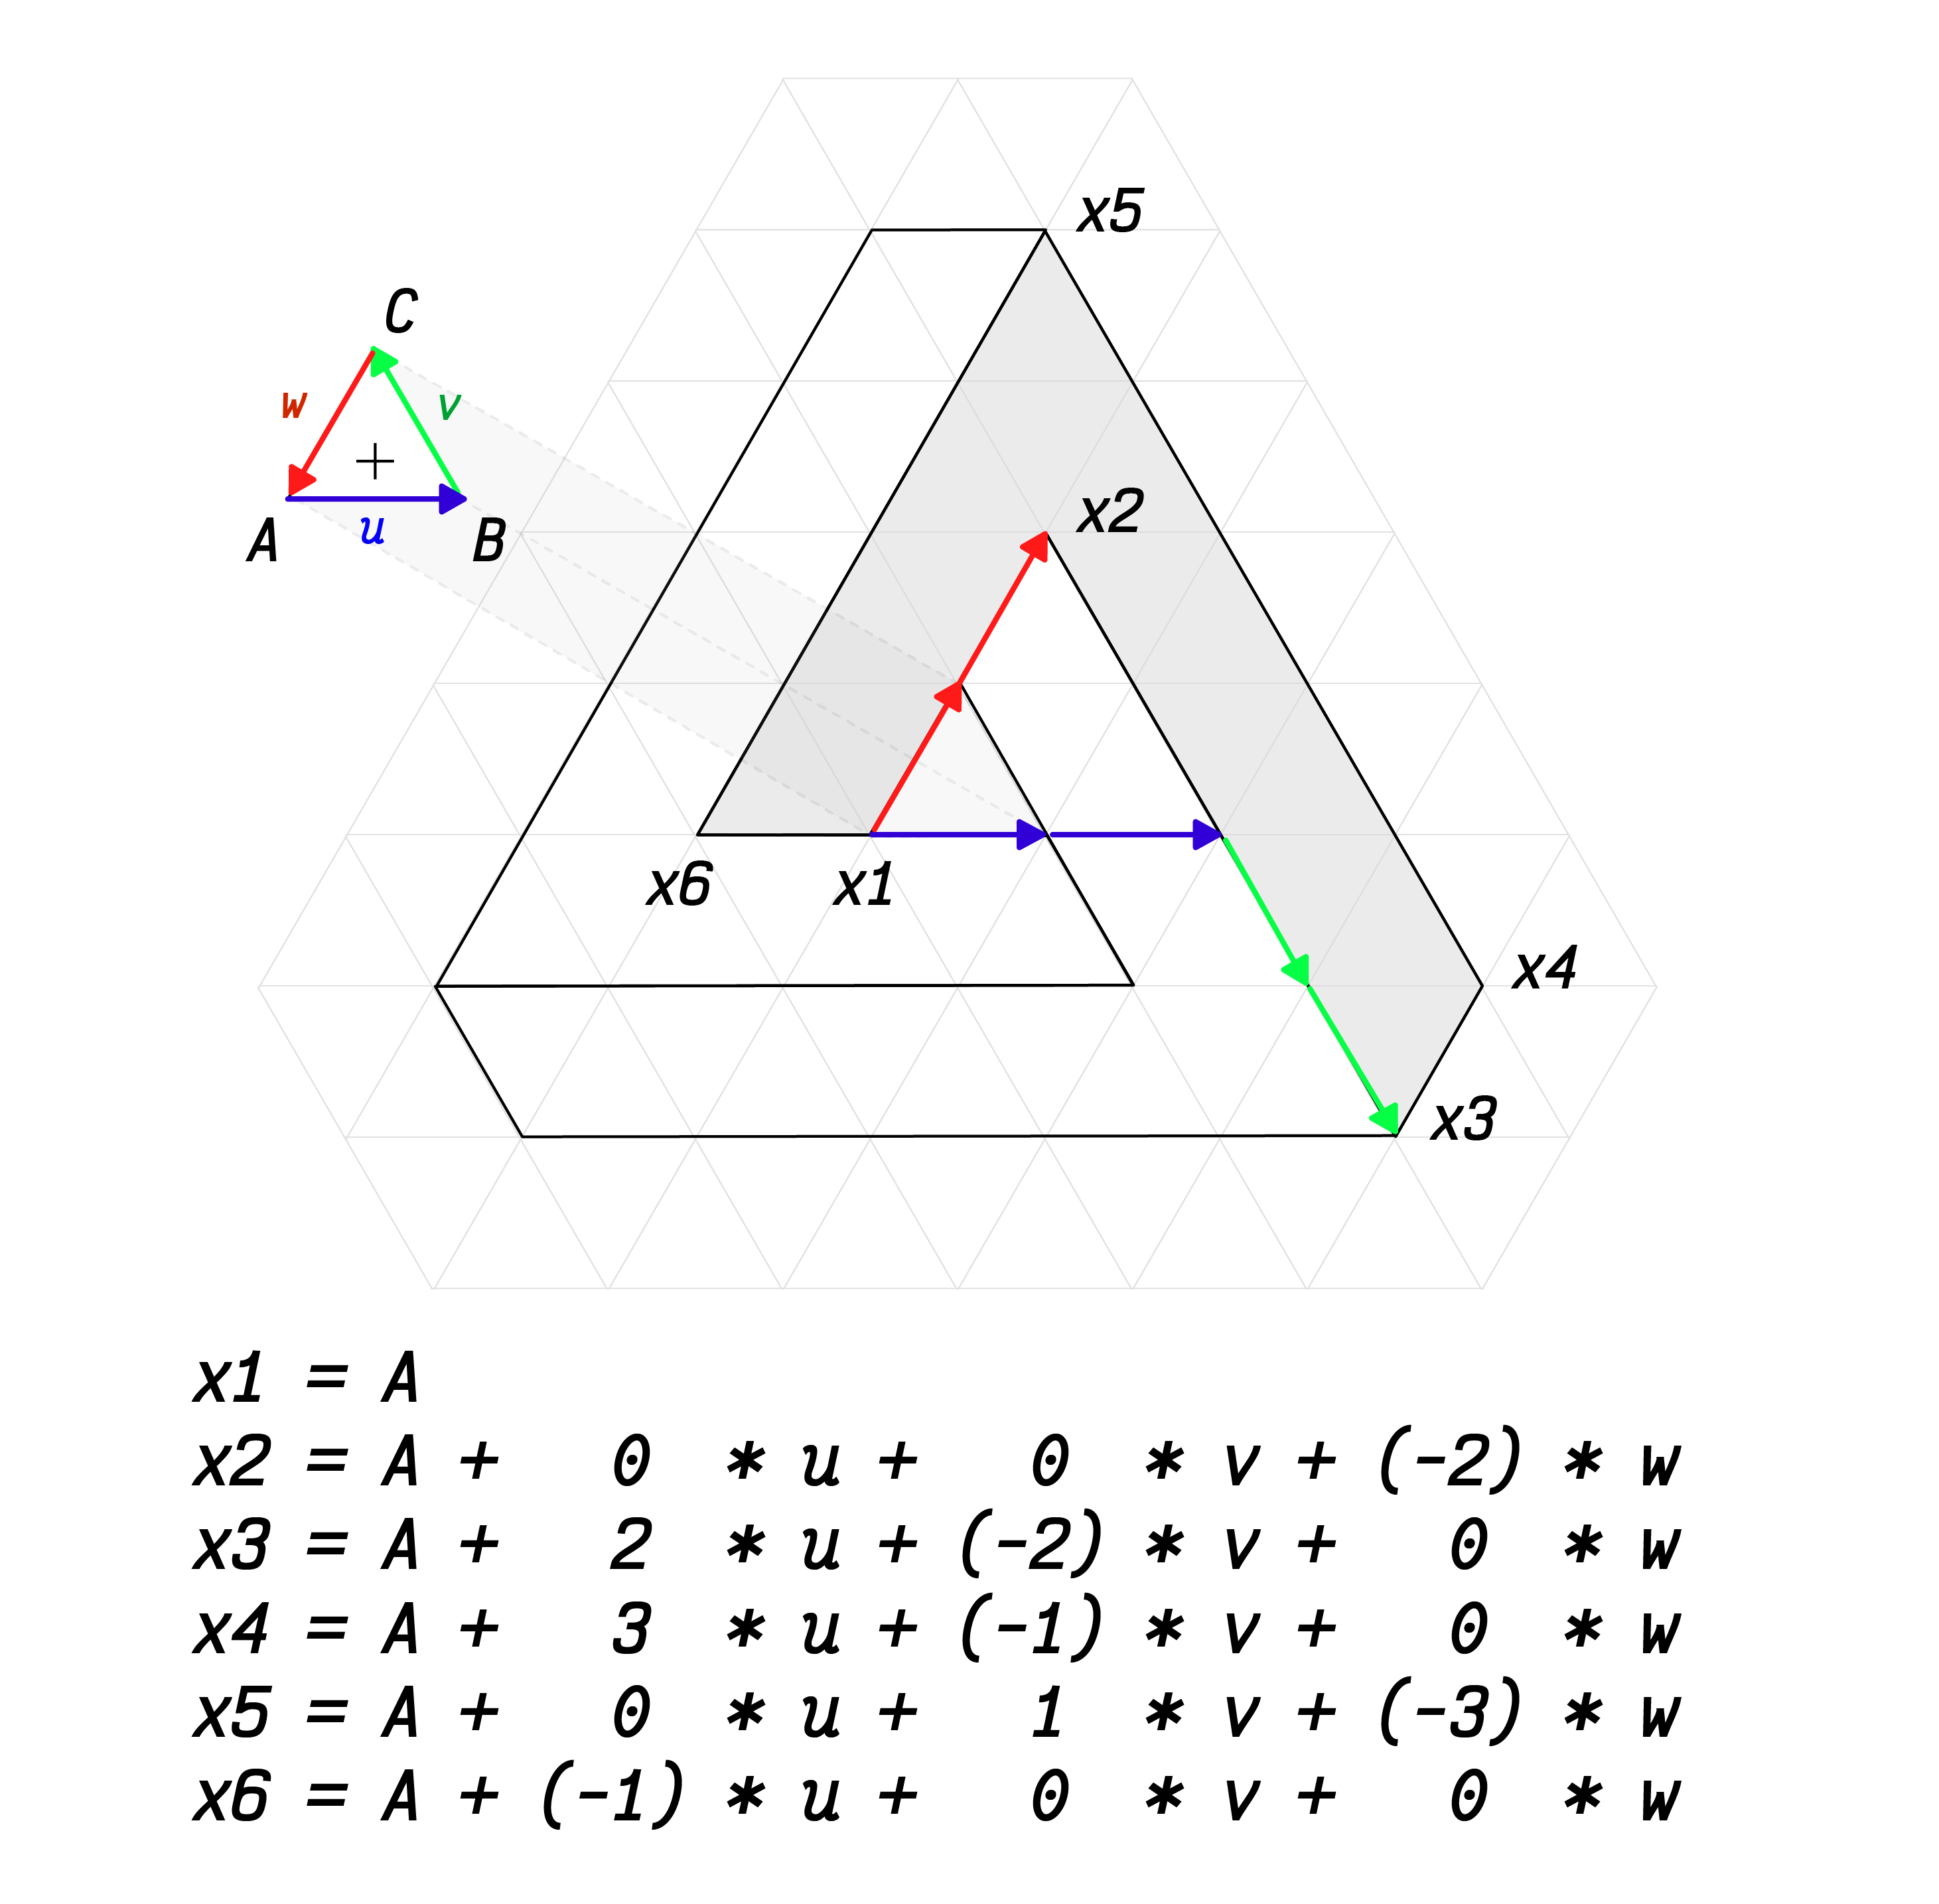 x5
C
w
v
x2
A
u
B
x6
x1
x4
x3
x1 = A
x2 = A + 0 * u + 0 * v + (-2) * w
x3 = A + 2 * u + (-2) * v + 0 * w
x4 = A + 3 * u + (-1) * v + 0 * w
x5 = A + 0 * u + 1 * v + (-3) * w
x6 = A + (-1) * u + 0 * v + 0 * w